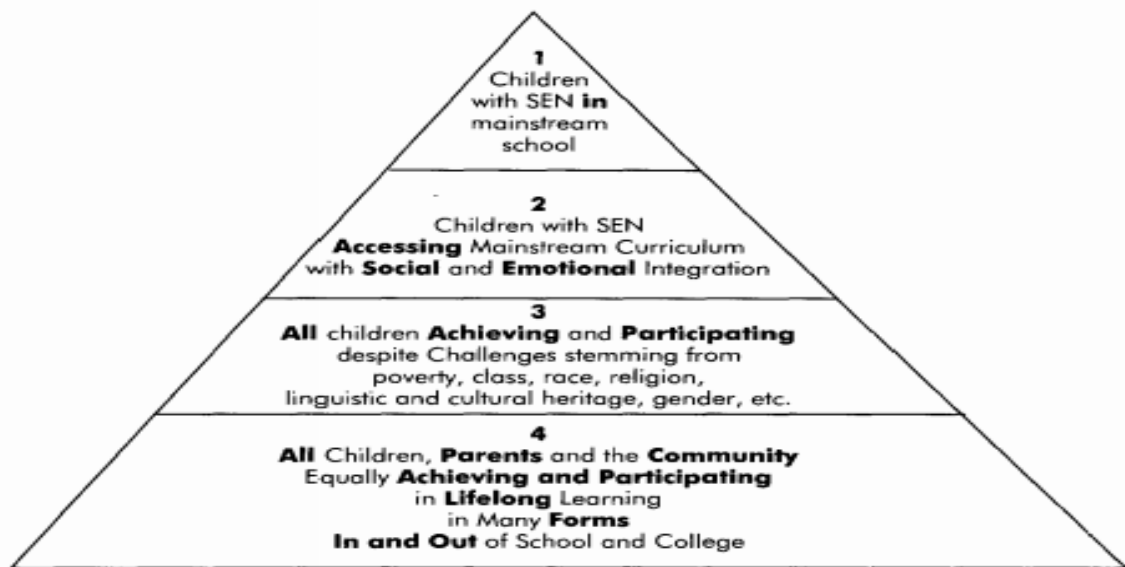 1
Children
with SEN in
mainstream
school
2
Children with SEN
Accessing Mainstream Curriculum
with Social and Emotional Integration
3
All children Achieving and Participating
despite Challenges stemming from
poverty, class, race, religion,
linguistic and cultural heritage, gender, etc.
4
All Children, Parents and the Community
Equally Achieving and Participating
in Lifelong Learning
in Many Forms
In and Out of School and College